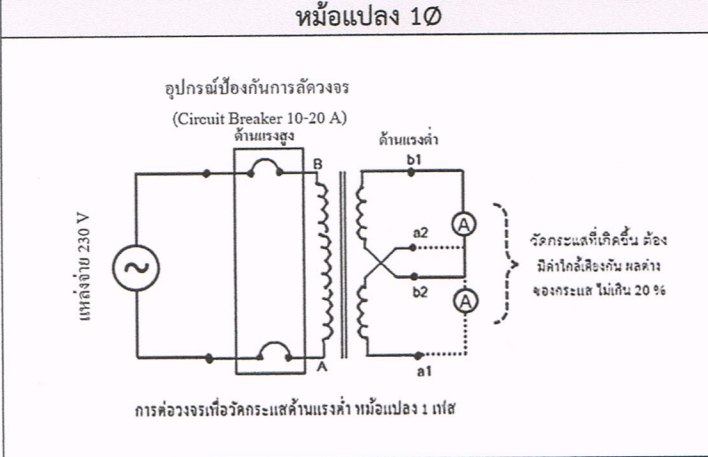 หม้อแปลง 1Ø
อุปกรณ์ป้องกันการลัดวงจร
(Circuit Breaker 10-20 A)
ด้านแรงสูง
ด้านแรงต่ำ
B
b1
A
a2
แหล่งจ่าย 230 V
วัดกระแสที่เกิดขึ้น ต้อง
มีค่าใกล้เคียงกัน ผลต่าง
ของกระแส ไม่เกิน 20 %
b2
A
A
a1
การต่อวงจรเพื่อวัดกระแสด้านแรงต่ำ หม้อแปลง 1 เฟส